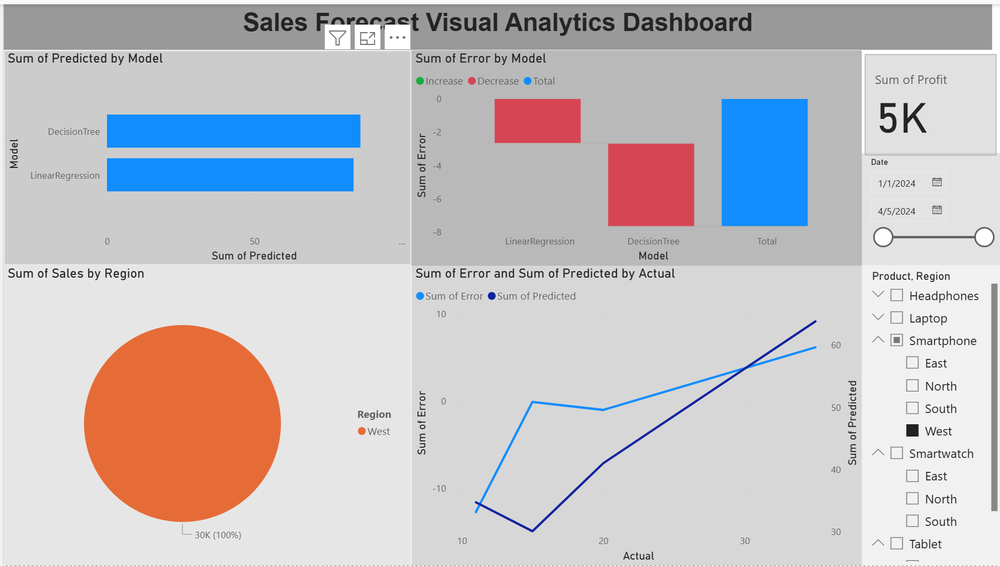 Sales Forecast Visual Analytics Dashboard
Sum of Predicted by Model
Model
DecisionTree
LinearRegression
0
50
...
Sum of Predicted
Sum of Error by Model
Increase
Decrease
Total
Sum of Error
0
-2
-4
-6
-8
LinearRegression
DecisionTree
Total
Model
Sum of Profit
5K
Date
1/1/2024
4/5/2024
Sum of Sales by Region
Region
West
30K (100%)
Sum of Error and Sum of Predicted by Actual
Sum of Error
Sum of Predicted
Sum of Error
10
0
-10
60
50
40
30
Sum of Predicted
10
20
30
Actual
Product, Region
Headphones
Laptop
Smartphone
East
North
South
West
Smartwatch
East
North
South
Tablet